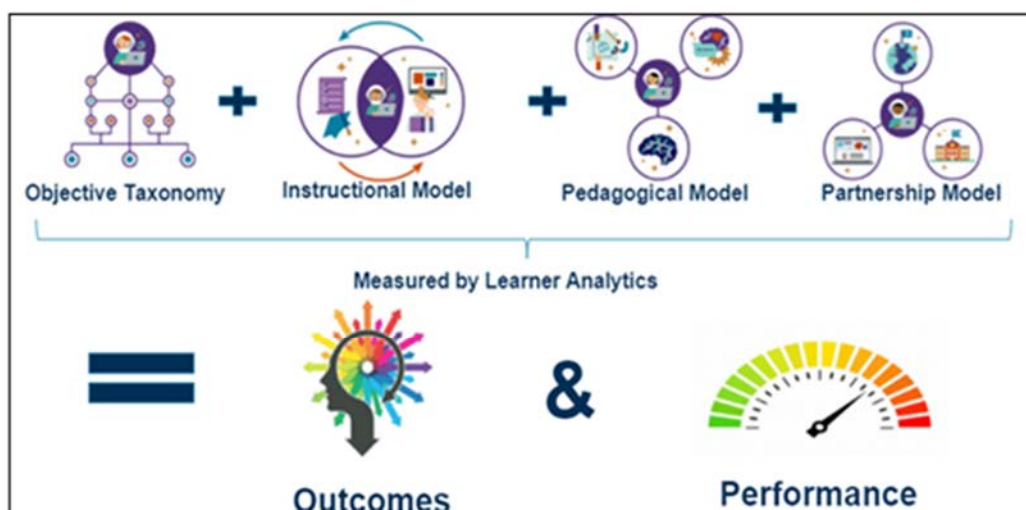 Objective Taxonomy
Instructional Model
Pedagogical Model
Partnership Model
Measured by Learner Analytics
&
Outcomes
Performance